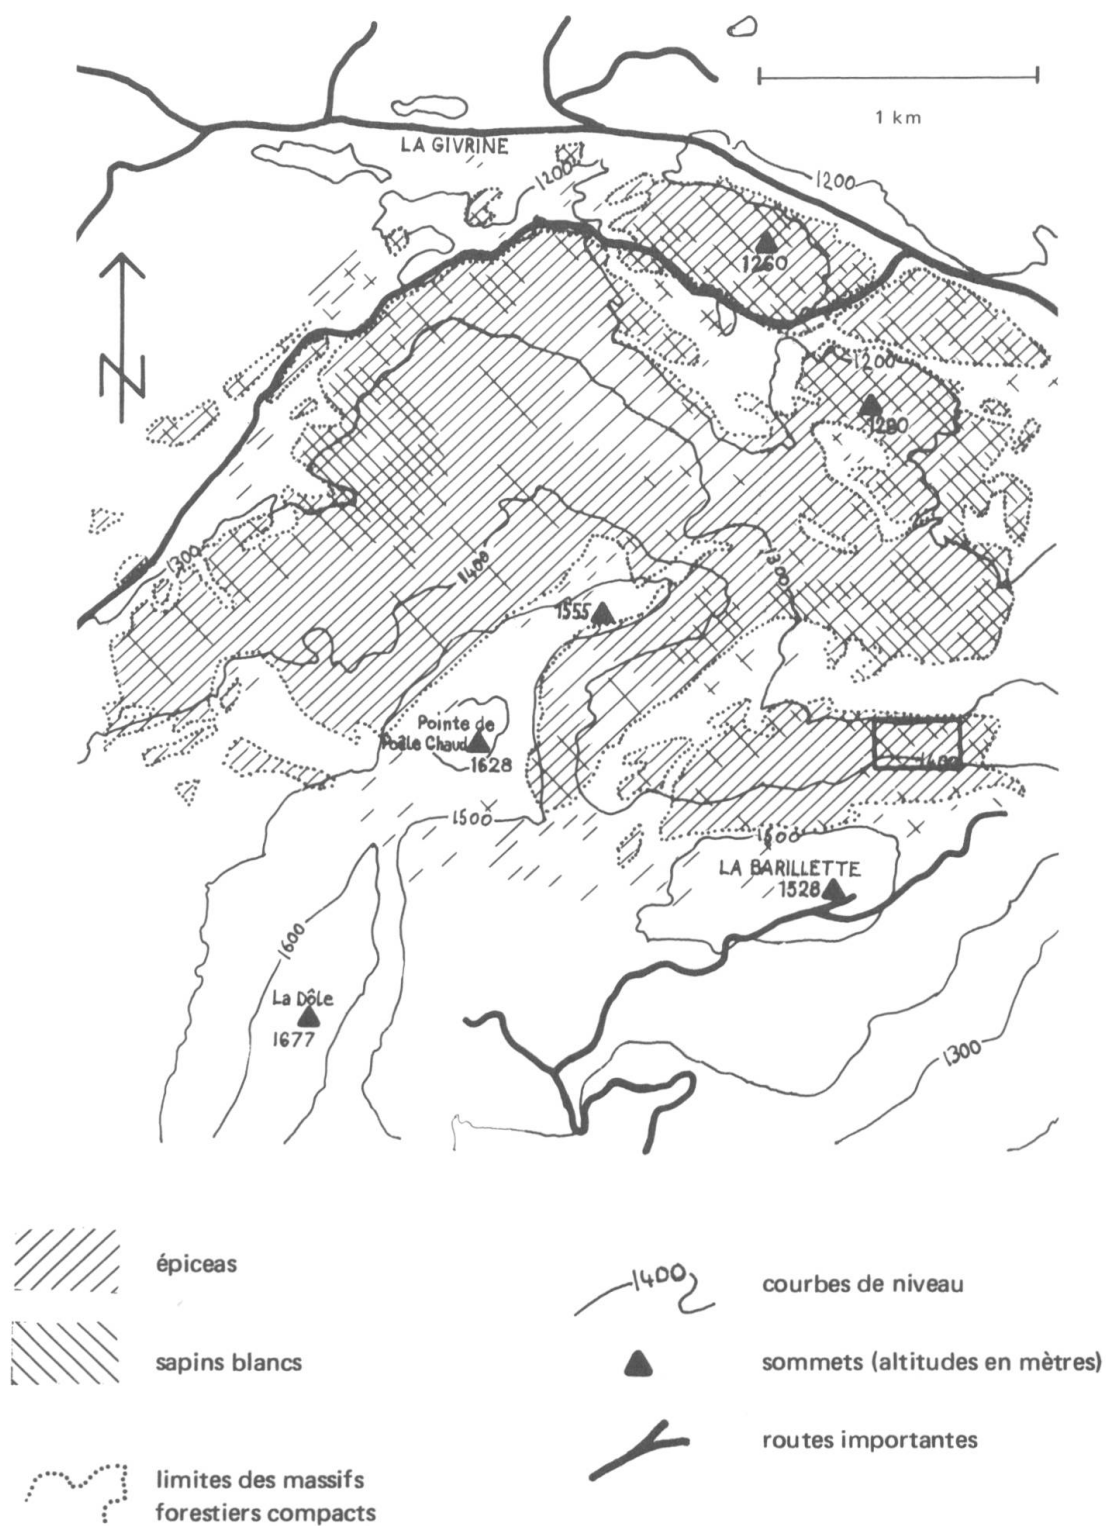 1 km
LA GIVRINE
1200
1200
1260
1200
1280
1300
1400
1300
1555
Pointe de
Poêle Chaud
1628
1400
1500
1500
LA BARILLETTE
1528
1600
La Dôle
1677
1300
N
épiceas
1400
courbes de niveau
sapins blancs
sommets (altitudes en mètres)
routes importantes
limites des massifs
forestiers compacts